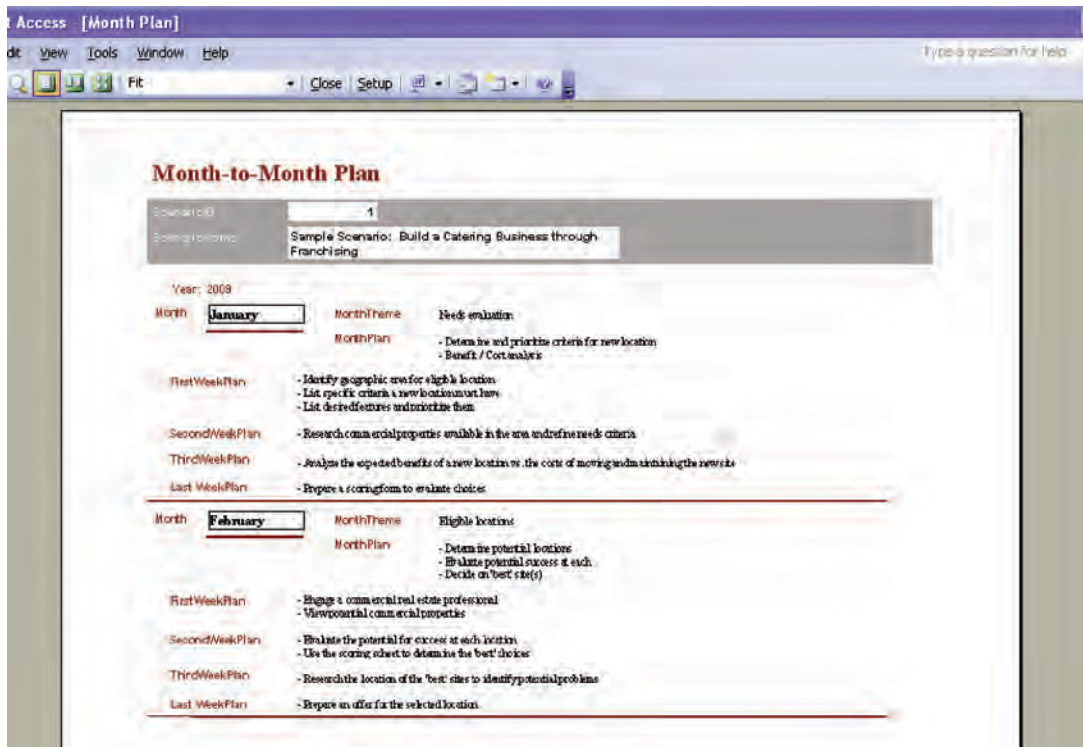 t Access - [Month Plan]
dit View Tools Window Help Type a question for help
Fit Close Setup
Month-to-Month Plan
ScenarioID 1
ScenarioName Sample Scenario: Build a Catering Business through
Franchising
Year: 2009
Month January MonthTheme Needs evaluation
MonthPlan - Determine and prioritize criteria for new location
- Benefit / Cost analysis
FirstWeekPlan - Identify geographic area for eligible location
- List specific criteria a new location must have
- List desired features and prioritize them
SecondWeekPlan - Research commercial properties available in the area and refine needs criteria
ThirdWeekPlan - Analyze the expected benefits of a new location vs. the costs of moving and maintaining the new site
Last WeekPlan - Prepare a scoring form to evaluate choices
Month February MonthTheme Eligible locations
MonthPlan - Determine potential locations
- Evaluate potential success at each
- Decide on 'best' site(s)
FirstWeekPlan - Engage a commercial real estate professional
- View potential commercial properties
SecondWeekPlan - Evaluate the potential for success at each location
- Use the scoring sheet to determine the 'best' choices
ThirdWeekPlan - Research the location of the 'best' sites to identify potential problems
Last WeekPlan - Prepare an offer for the selected location